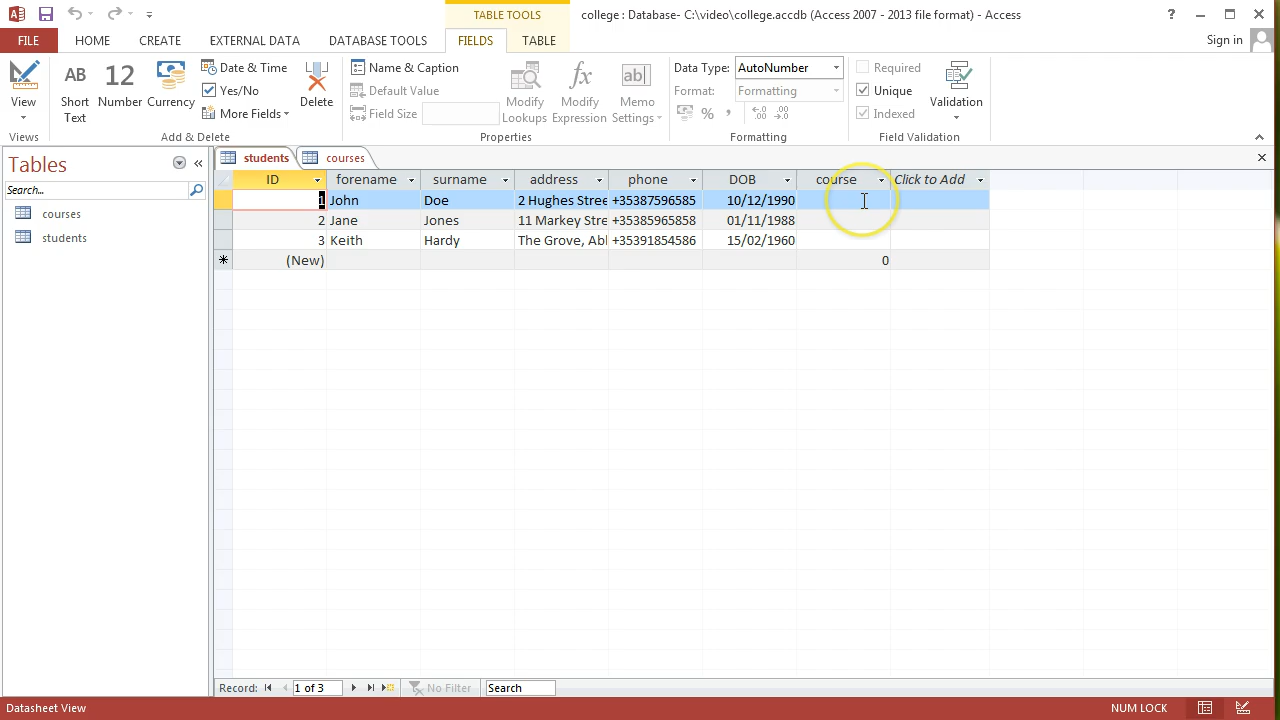 TABLE TOOLS
college : Database- C:\video\college.accdb (Access 2007 - 2013 file format) - Access
?
FILE HOME CREATE EXTERNAL DATA DATABASE TOOLS FIELDS TABLE Sign in
View
Views
AB
Short
Text
12
Number
Currency
Date & Time
Yes/No
More Fields
Delete
Add & Delete
Name & Caption
Default Value
Field Size
Modify
Lookups
fx
Modify
Expression
ab
Memo
Settings
Properties
Data Type: AutoNumber
Format: Formatting
% , .00 .00
Formatting
Required
Unique
Indexed
Validation
Field Validation
Tables
Search...
courses
students
students courses
ID forename surname address phone DOB course Click to Add
1 John Doe 2 Hughes Stree +35387596585 10/12/1990
2 Jane Jones 11 Markey Stre +35385965858 01/11/1988
3 Keith Hardy The Grove, Abl +35391854586 15/02/1960
(New) 0
Record: 1 of 3 No Filter Search
Datasheet View NUM LOCK